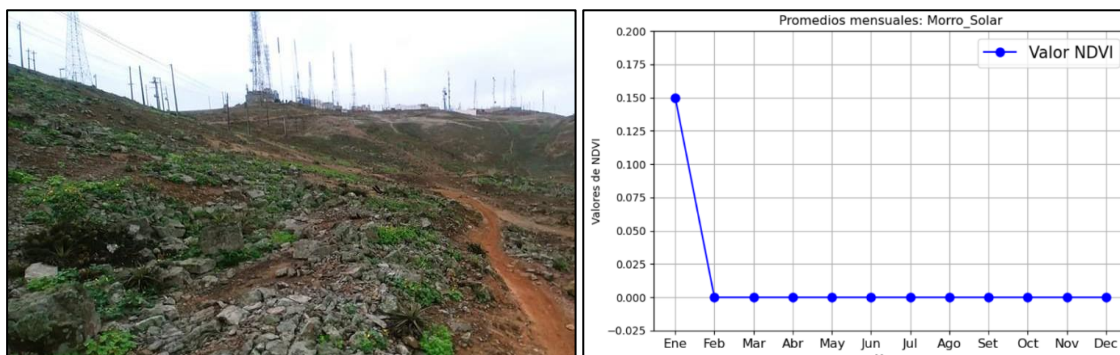 Promedios mensuales: Morro_Solar
Valor NDVI
Valores de NDVI
0.200
0.175
0.150
0.125
0.100
0.075
0.050
0.025
0.000
−0.025
Ene Feb Mar Abr May Jun Jul Ago Set Oct Nov